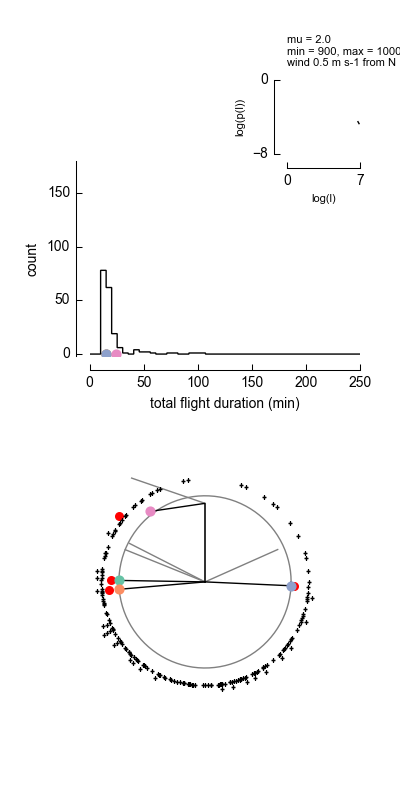 mu = 2.0
min = 900, max = 1000
wind 0.5 m s-1 from N
0
−8
log(p(l))
0 7
log(l)
150
100
50
0
count
0 50 100 150 200 250
total flight duration (min)